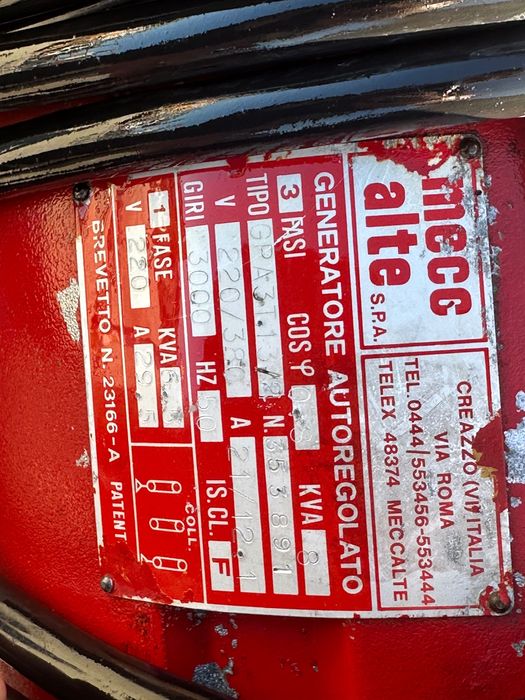 mecc
alte S.P.A.
CREAZZO (VI) ITALIA
VIA ROMA
TEL. 0444/553456-553444
TELEX 48374 MECCALTE
GENERATORE AUTOREGOLATO
3 FASI COS φ KVA 8
TIPO N 353891
V 220/380 A 21/12.1
GIRI 3000 HZ 50 IS.CL. F
1 FASE KVA
V 220 A 29.5
COLL.
BREVETTO N. 23166-A PATENT